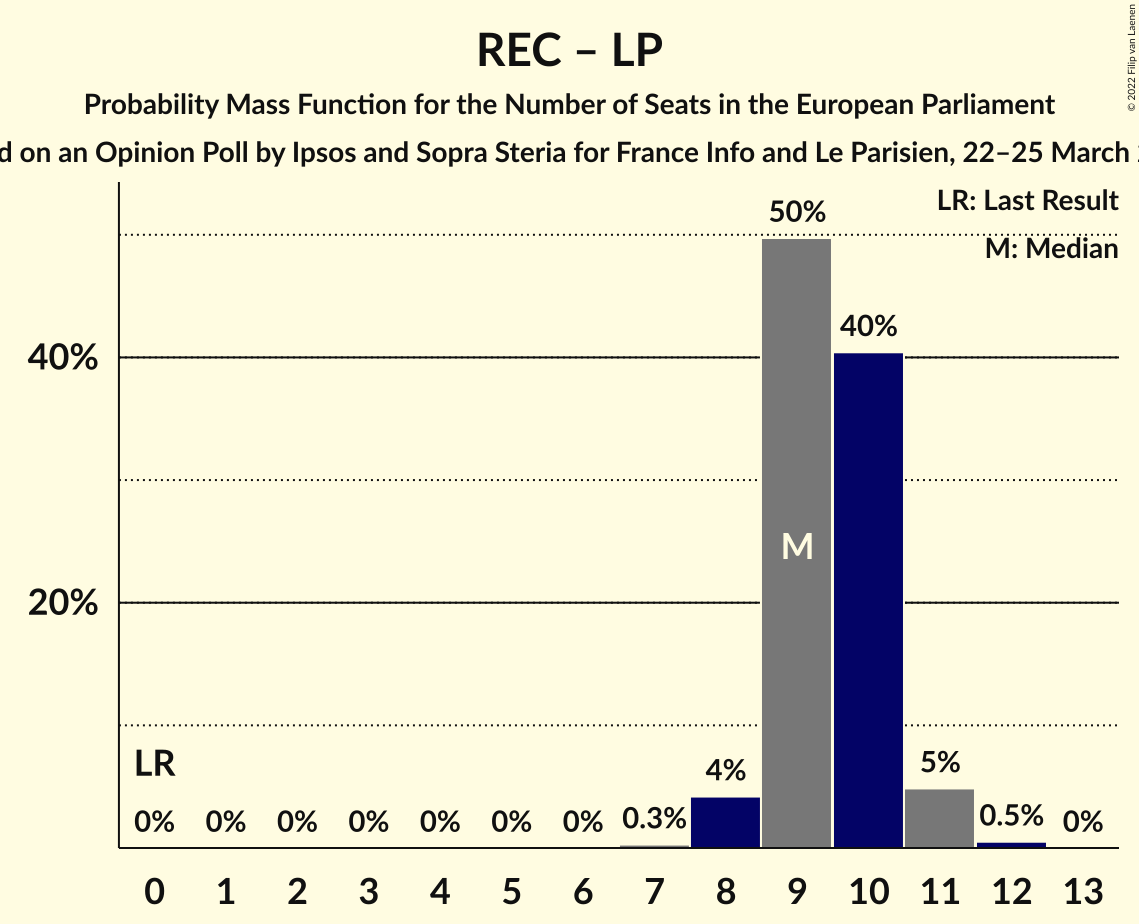 REC – LP
Probability Mass Function for the Number of Seats in the European Parliament
on an Opinion Poll by Ipsos and Sopra Steria for France Info and Le Parisien, 22–25 March
© 2022 Filip van Laenen
LR: Last Result
M: Median
50%
40%
40%
M
20%
LR
0% 0% 0% 0% 0% 0% 0% 0.3% 4% 5% 0.5% 0%
0 1 2 3 4 5 6 7 8 9 10 11 12 13